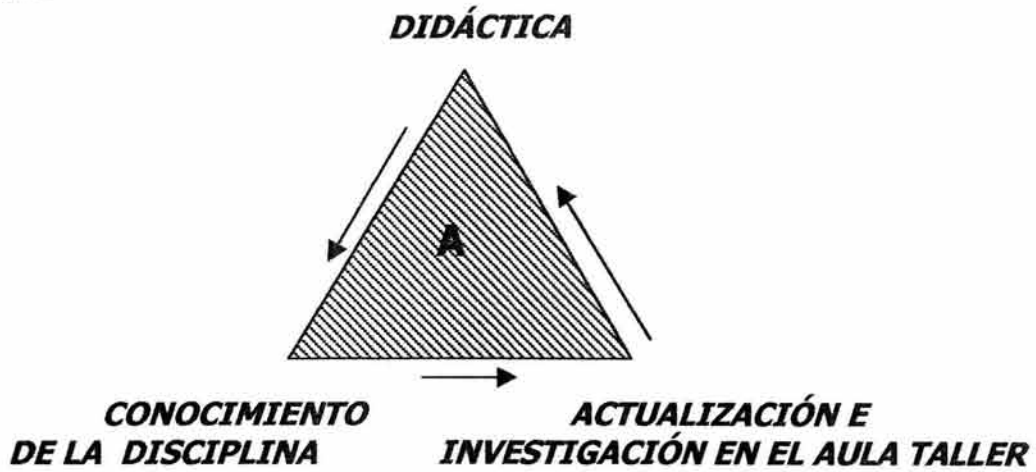 DIDÁCTICA
A
CONOCIMIENTO
DE LA DISCIPLINA
ACTUALIZACIÓN E
INVESTIGACIÓN EN EL AULA TALLER